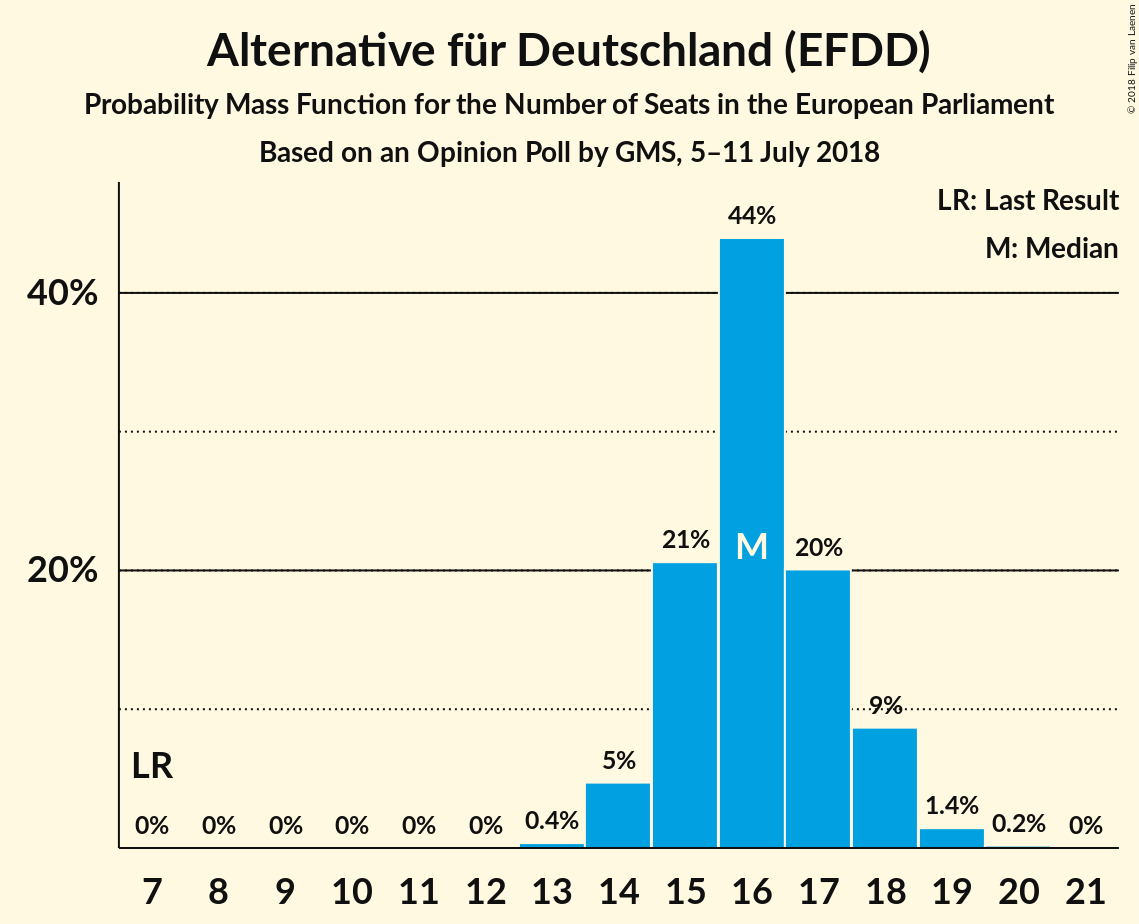 Alternative für Deutschland (EFDD)
Probability Mass Function for the Number of Seats in the European Parliament
Based on an Opinion Poll by GMS, 5–11 July 2018
© 2018 Filip van Laenen
LR: Last Result
M: Median
44%
40%
21%
M
20%
20%
9%
LR
5%
0%
0%
0%
0%
0%
0%
0.4%
1.4%
0.2%
0%
7 8 9 10 11 12 13 14 15 16 17 18 19 20 21